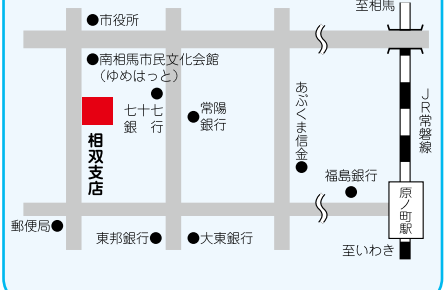 至相馬
市役所
南相馬市民文化会館
（ゆめはっと）
七十七
銀　行
常陽
銀行
あぶくま信金
JR常磐線
相双支店
福島銀行
原ノ町駅
郵便局
東邦銀行
大東銀行
至いわき